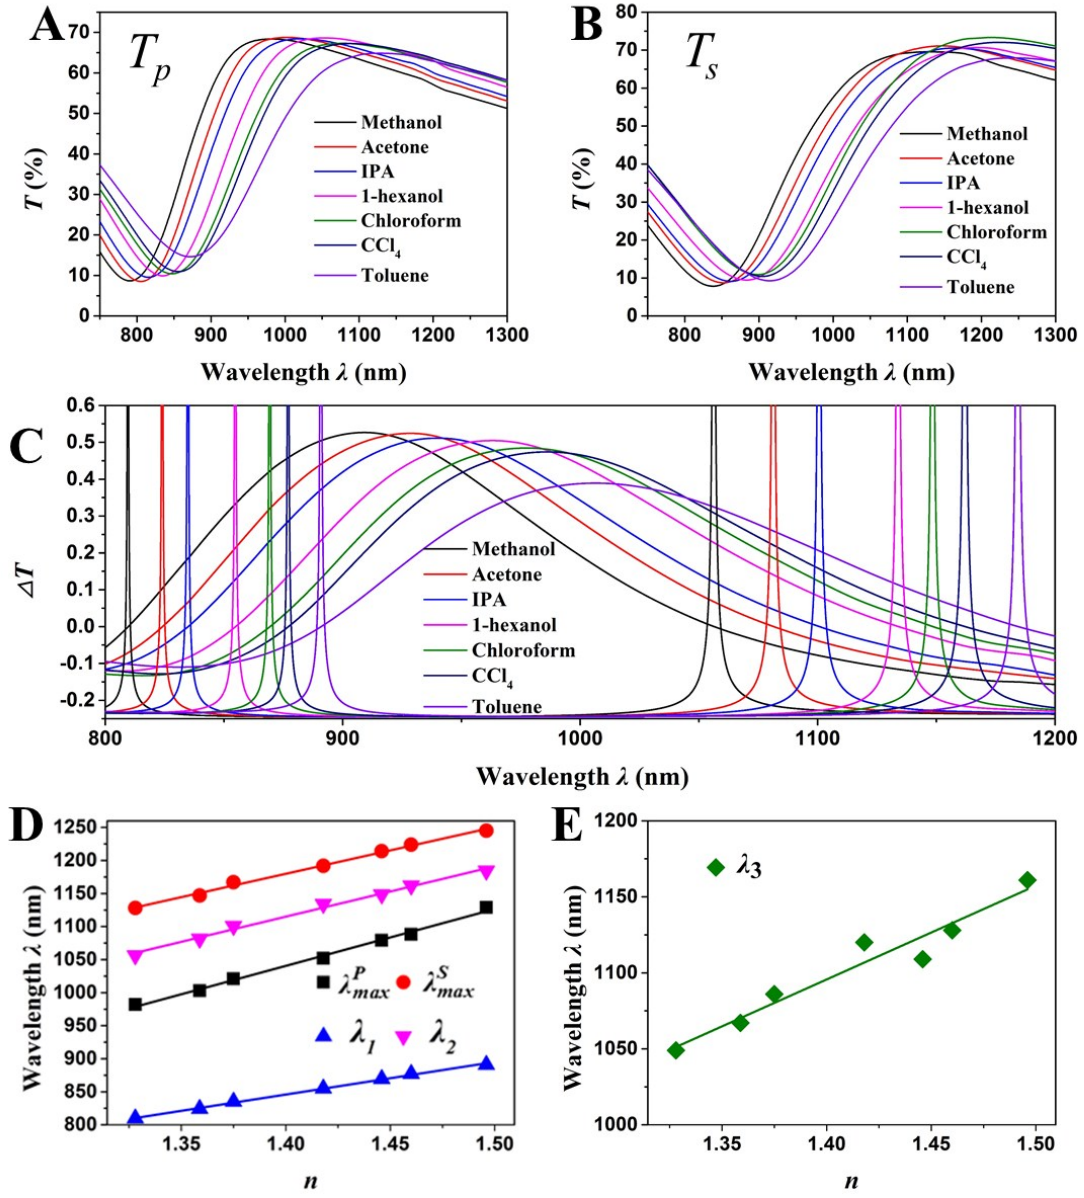 A
T_p
T (%)
70
60
50
40
30
20
10
0
800 900 1000 1100 1200 1300
Wavelength λ (nm)
Methanol
Acetone
IPA
1-hexanol
Chloroform
CCl4
Toluene
B
T_s
T (%)
80
70
60
50
40
30
20
10
0
800 900 1000 1100 1200 1300
Wavelength λ (nm)
Methanol
Acetone
IPA
1-hexanol
Chloroform
CCl4
Toluene
C
ΔT
0.6
0.5
0.4
0.3
0.2
0.1
0.0
-0.1
-0.2
800 900 1000 1100 1200
Wavelength λ (nm)
Methanol
Acetone
IPA
1-hexanol
Chloroform
CCl4
Toluene
D
Wavelength λ (nm)
1250
1200
1150
1100
1050
1000
950
900
850
800
1.35 1.40 1.45 1.50
n
λ^P_max λ^S_max
λ_1 λ_2
E
Wavelength λ (nm)
1200
1150
1100
1050
1000
1.35 1.40 1.45 1.50
n
λ_3